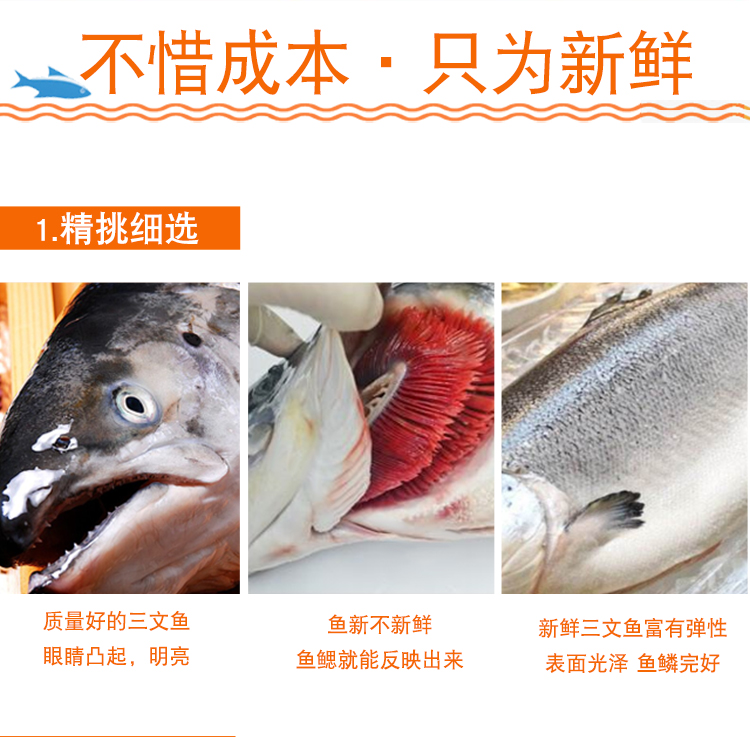 不惜成本·只为新鲜
1.精挑细选
质量好的三文鱼
眼睛凸起，明亮
鱼新不新鲜
鱼鳃就能反映出来
新鲜三文鱼富有弹性
表面光泽 鱼鳞完好